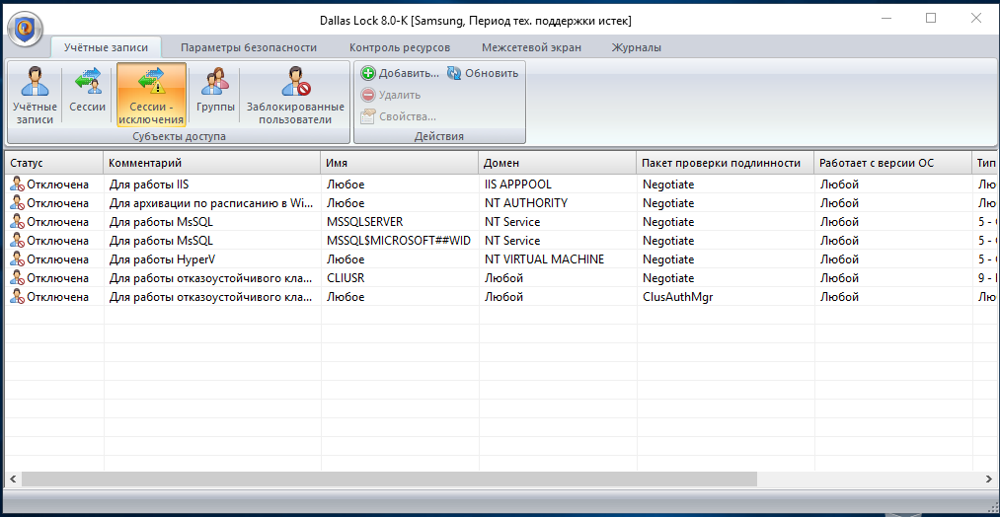 Dallas Lock 8.0-K [Samsung, Период тех. поддержки истек]
Учётные записи Параметры безопасности Контроль ресурсов Межсетевой экран Журналы
Учётные записи
Сессии
Сессии - исключения
Группы
Заблокированные пользователи
Субъекты доступа
Добавить... Обновить
Удалить
Свойства...
Действия
Статус Комментарий Имя Домен Пакет проверки подлинности Работает с версии ОС Тип
Отключена Для работы IIS Любое IIS APPPOOL Negotiate Любой Лю
Отключена Для архивации по расписанию в Wi... Любое NT AUTHORITY Negotiate Любой Лю
Отключена Для работы MsSQL MSSQLSERVER NT Service Negotiate Любой 5 -
Отключена Для работы MsSQL MSSQL$MICROSOFT##WID NT Service Negotiate Любой 5 -
Отключена Для работы HyperV Любое NT VIRTUAL MACHINE Negotiate Любой 5 -
Отключена Для работы отказоустойчивого кла... CLIUSR Любой Negotiate Любой 9 -
Отключена Для работы отказоустойчивого кла... Любое Любой ClusAuthMgr Любой Лю